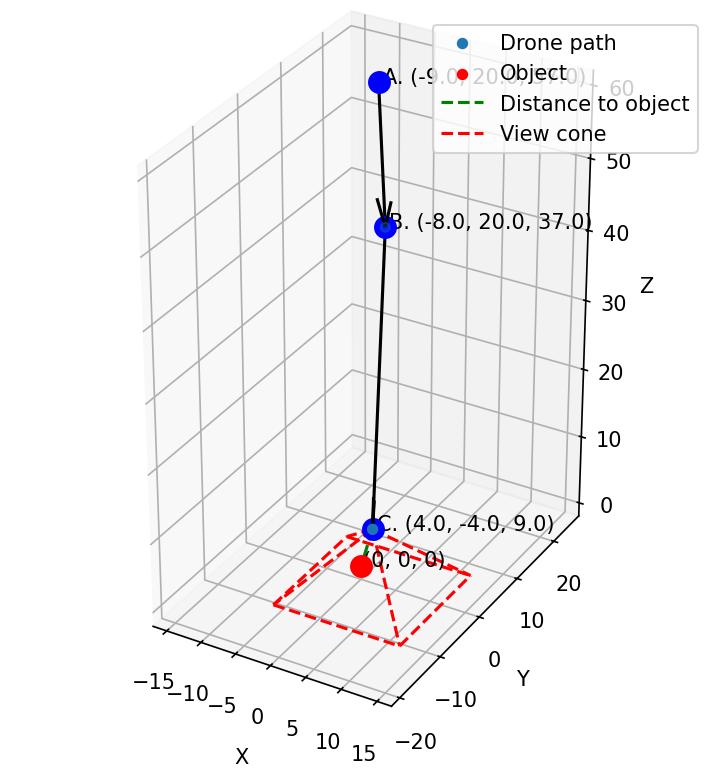 Drone path
Object
Distance to object
View cone
A. (-9.0, 20.0, 57.0)
B. (-8.0, 20.0, 37.0)
C. (4.0, -4.0, 9.0)
(0, 0, 0)
60
50
40
30
20
10
0
Z
20
10
0
−10
−20
Y
−15
−10
−5
0
5
10
15
X